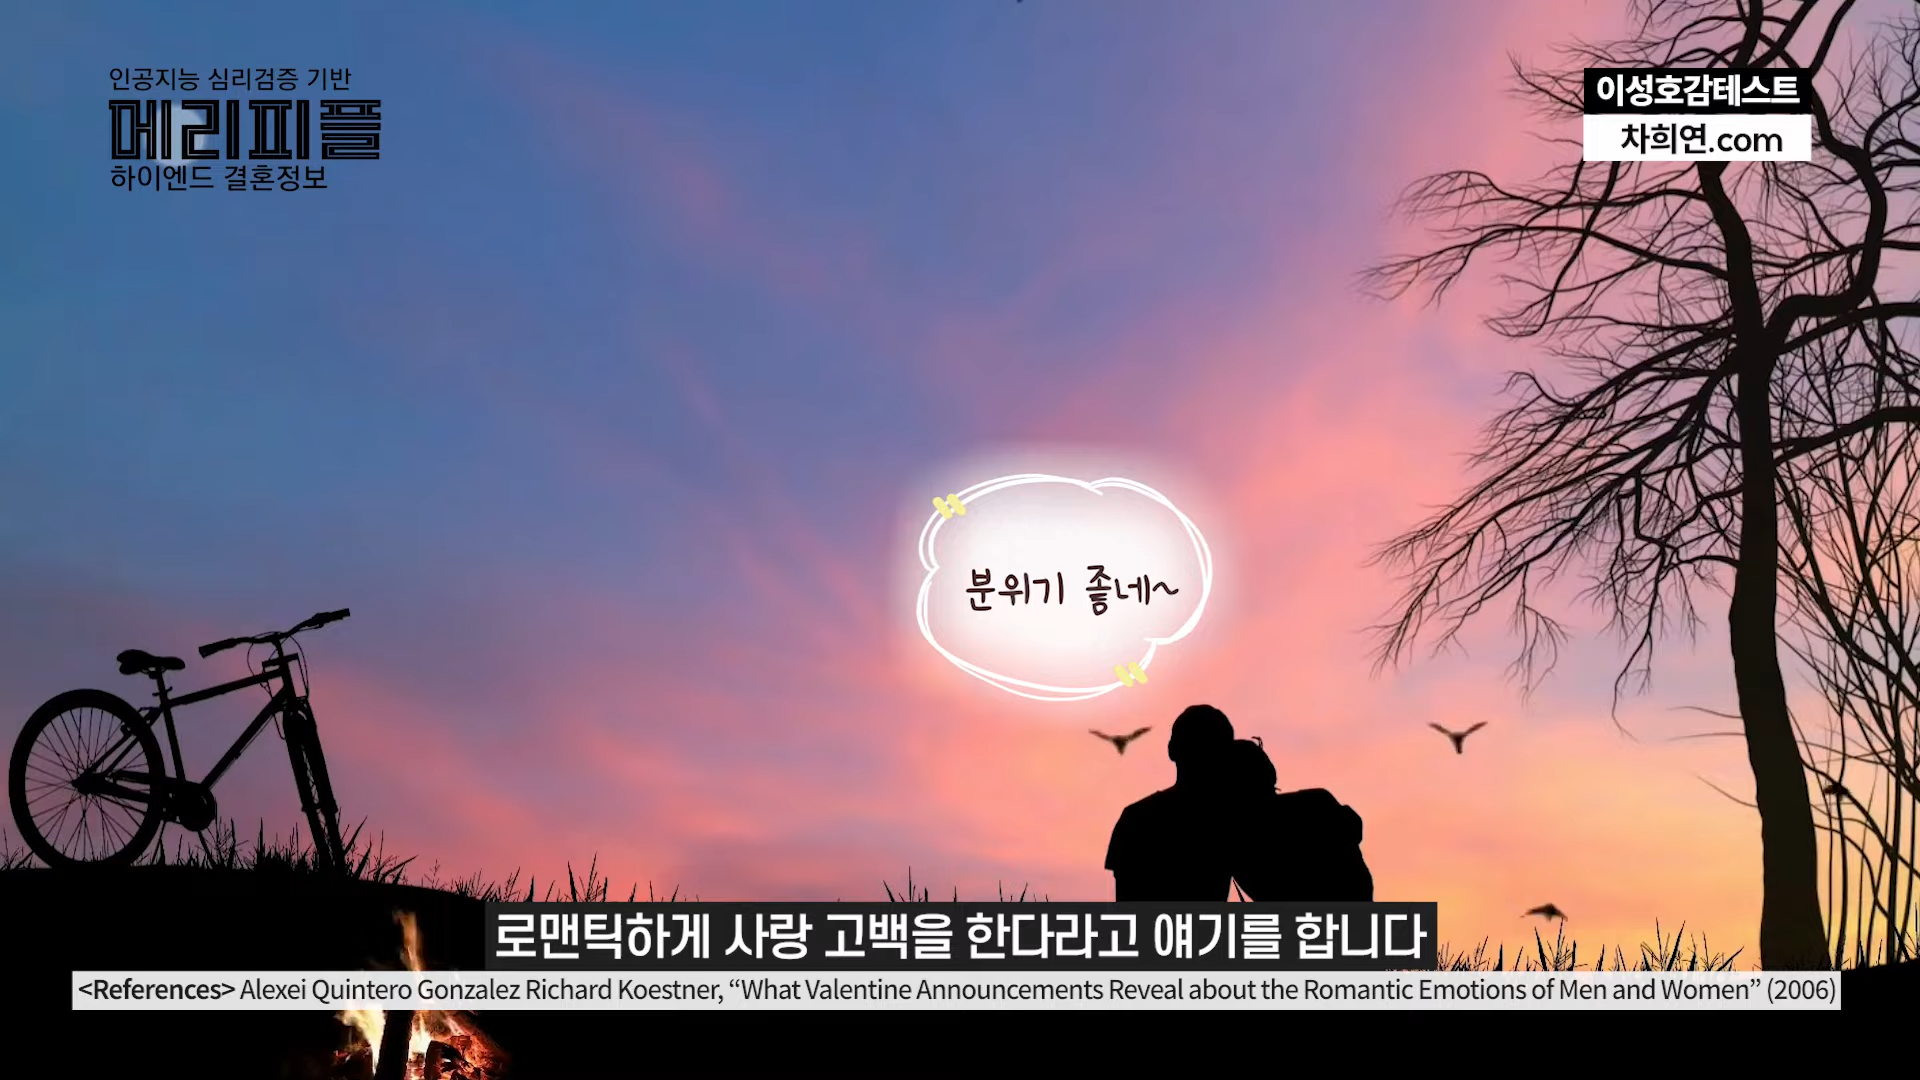 인공지능 심리검증 기반
메리피플
하이엔드 결혼정보
이성호감테스트
차희연.com
분위기 좋네~
로맨틱하게 사랑 고백을 한다라고 얘기를 합니다
<References> Alexei Quintero Gonzalez Richard Koestner, “What Valentine Announcements Reveal about the Romantic Emotions of Men and Women” (2006)